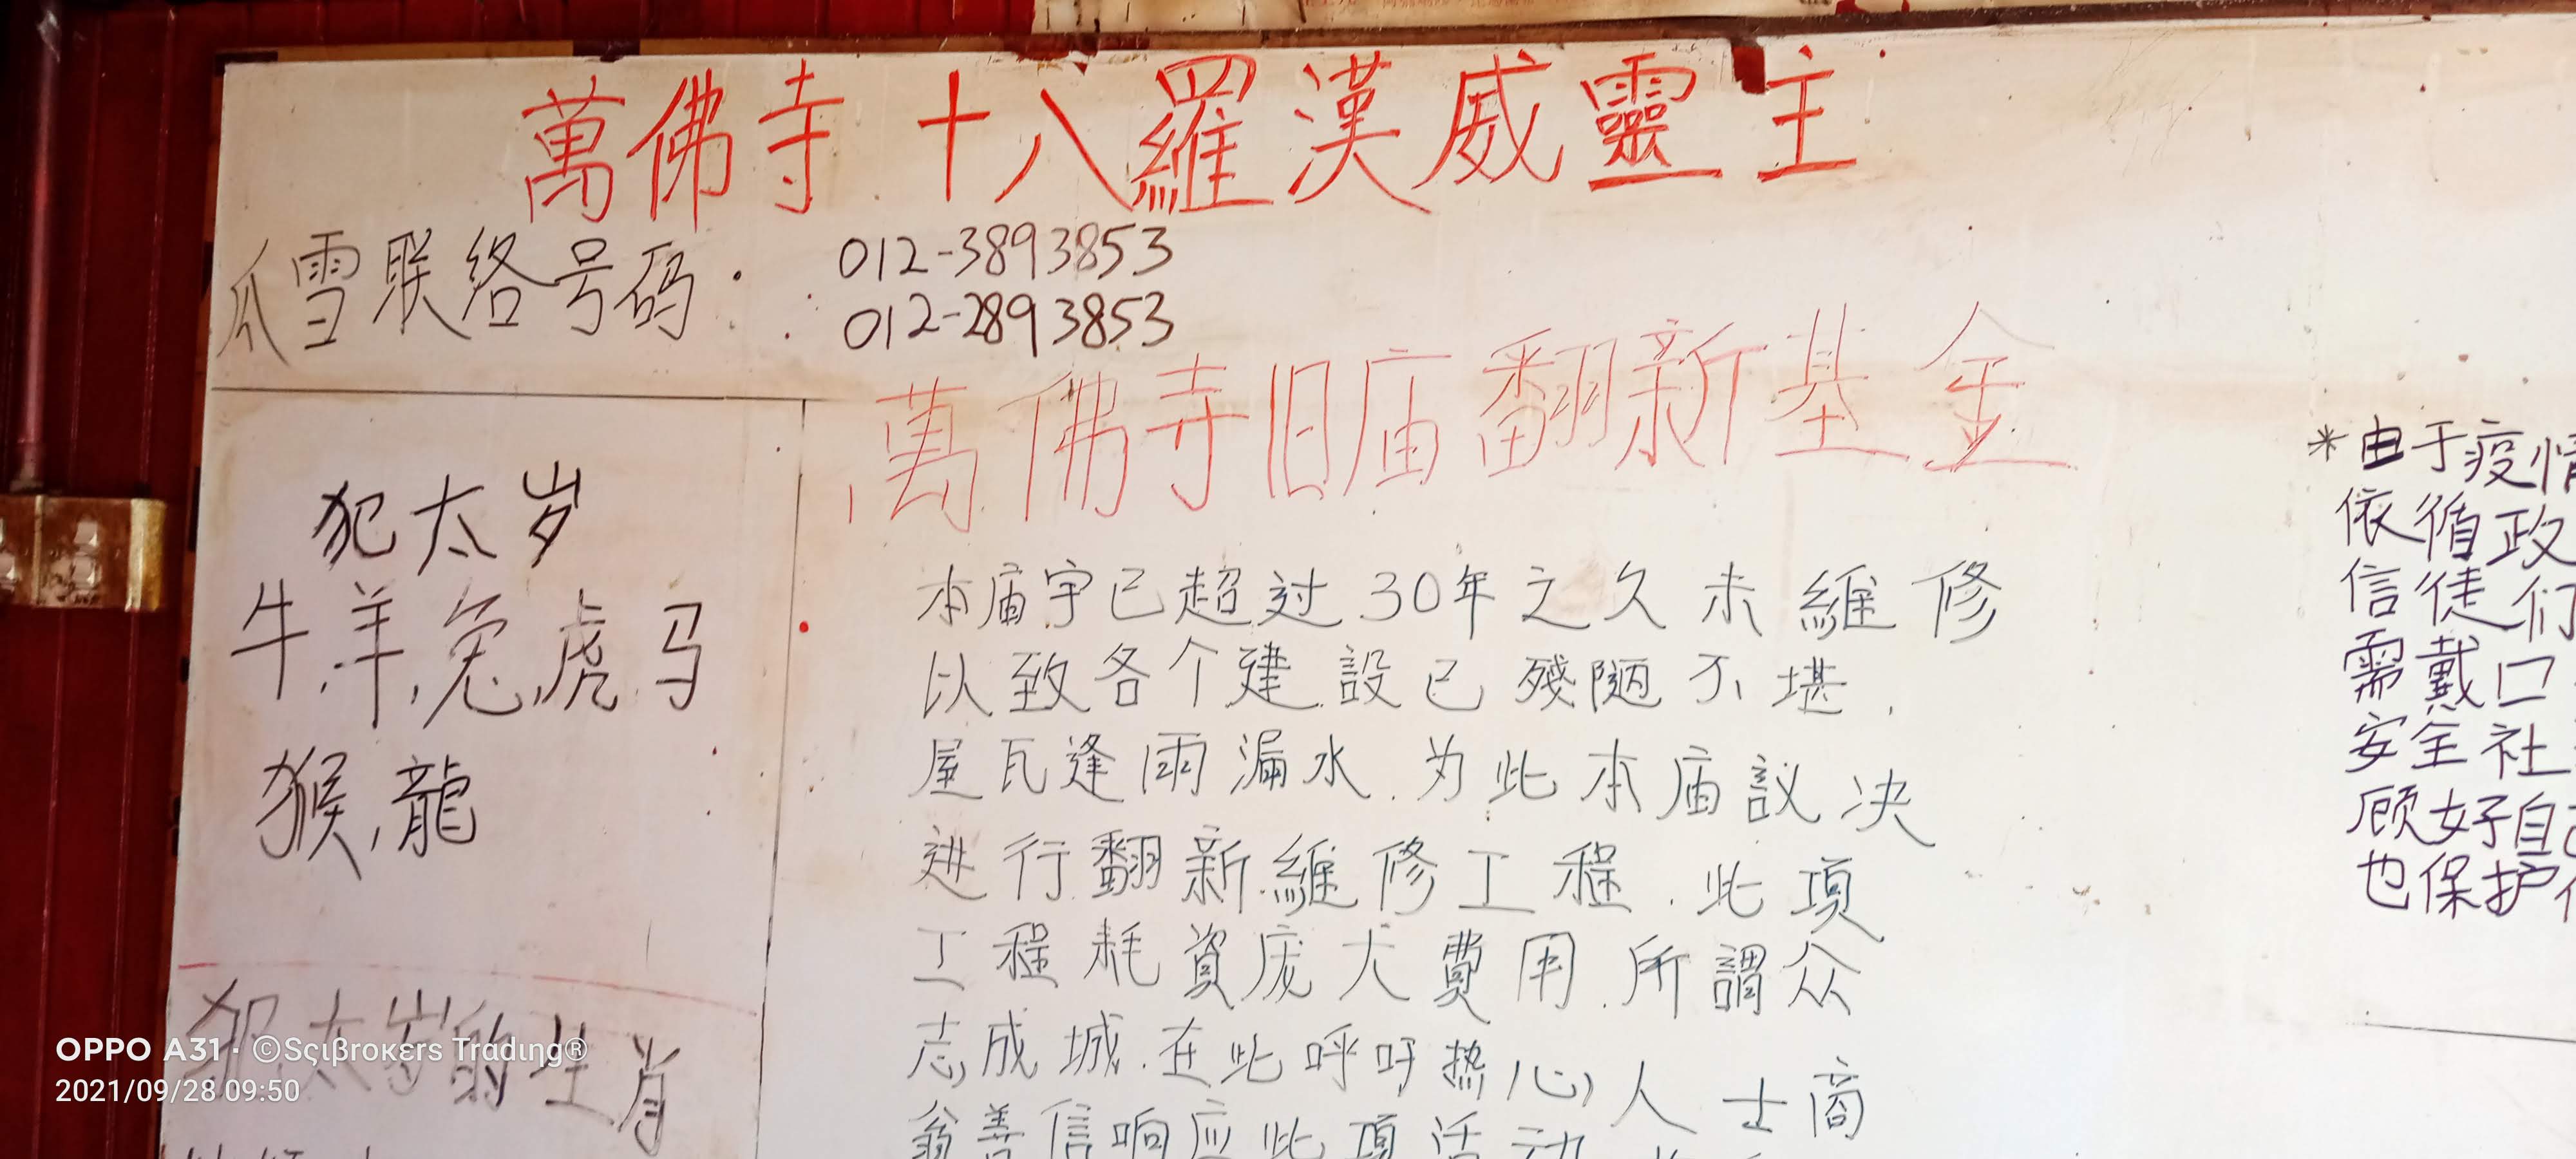 萬佛寺 十八羅漢威靈主
瓜雪联络号码: 012-3893853
012-2893853
萬佛寺旧庙翻新基金
犯太岁
牛,羊,兔,虎,马
猴,龍
犯太岁的生肖
本庙宇已超过30年之久未維修
以致各个建設已殘陋不堪,
屋瓦逢雨漏水.为此本庙議决
进行翻新維修工程.此項
工程耗資庞大費用.所謂众
志成城.在此呼吁热心人士商
翁善信响应此項活动
*由于疫情
依循政
信徒们
需戴口
安全社
顾好自己
也保护
OPPO A31 · ©Sςιβrokεrs Tradιηg®
2021/09/28 09:50